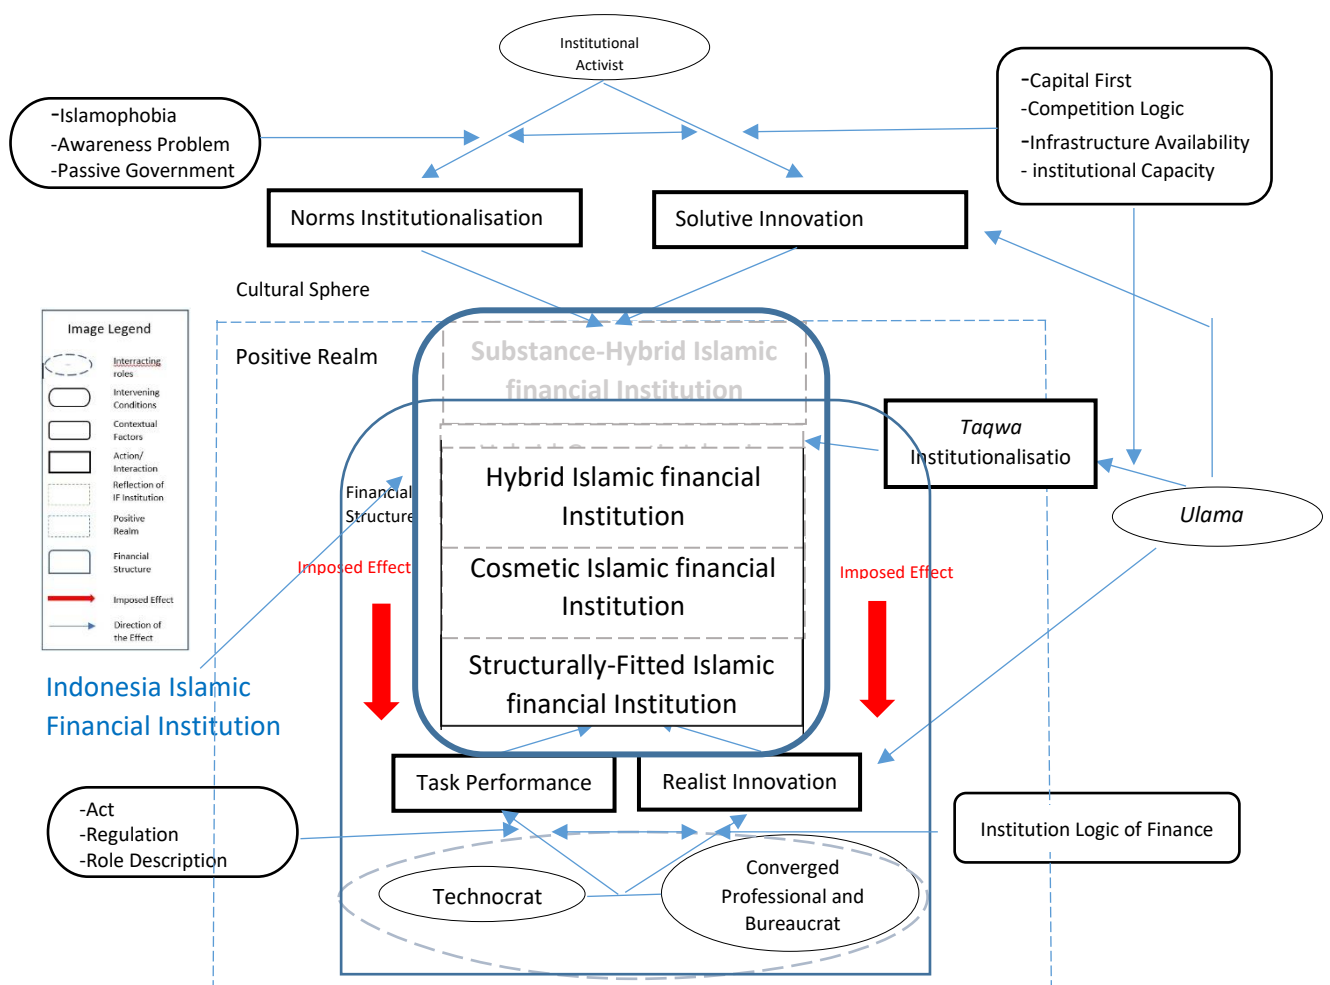 Institutional
Activist
-Islamophobia
-Awareness Problem
-Passive Government
-Capital First
-Competition Logic
-Infrastructure Availability
- institutional Capacity
Norms Institutionalisation
Solutive Innovation
Cultural Sphere
Positive Realm
Image Legend
Interracting
roles
Intervening
Conditions
Contextual
Factors
Action/
Interaction
Reflection of
IF Institution
Positive
Realm
Financial
Structure
Imposed Effect
Direction of
the Effect
Substance-Hybrid Islamic
financial Institution
Hybrid Islamic financial
Institution
Cosmetic Islamic financial
Institution
Structurally-Fitted Islamic
financial Institution
Taqwa
Institutionalisatio
Ulama
Financial
Structure
Imposed Effect
Imposed Effect
Indonesia Islamic
Financial Institution
Task Performance
Realist Innovation
-Act
-Regulation
-Role Description
Institution Logic of Finance
Technocrat
Converged
Professional and
Bureaucrat